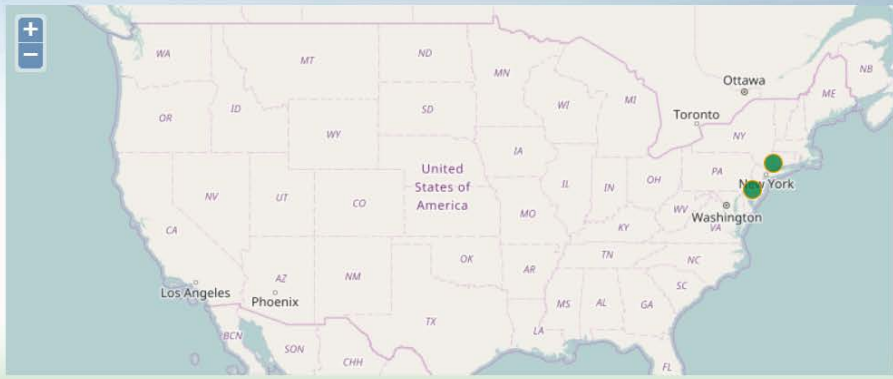 +
−
WA
MT
ND
MN
Ottawa
NB
ME
OR
ID
SD
WI
MI
Toronto
WY
NY
IA
United
States of
America
NV
UT
CO
IL
IN
OH
PA
New York
MO
WV
Washington
CA
KY
VA
OK
TN
NC
AZ
NM
AR
SC
Los Angeles
Phoenix
MS
AL
GA
TX
LA
BCN
SON
CHH
FL